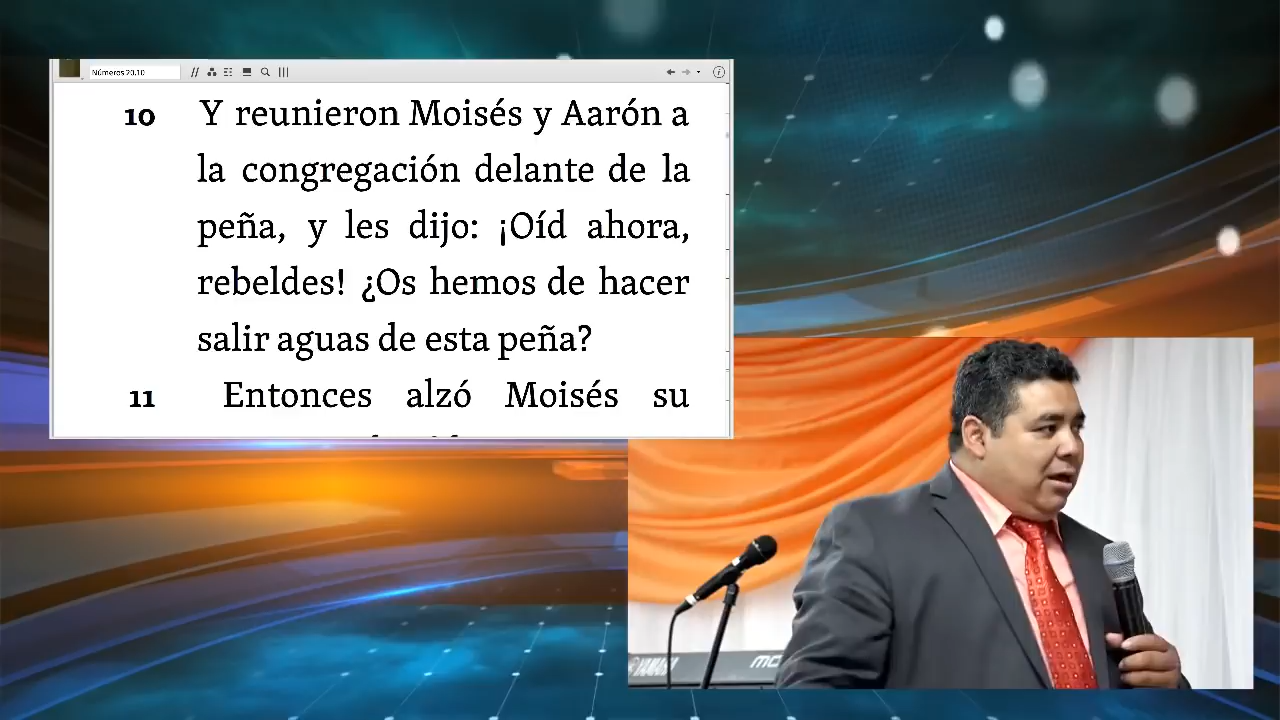 Números 20.10
10 Y reunieron Moisés y Aarón a
la congregación delante de la
peña, y les dijo: ¡Oíd ahora,
rebeldes! ¿Os hemos de hacer
salir aguas de esta peña?
11 Entonces alzó Moisés su
YAMAHA